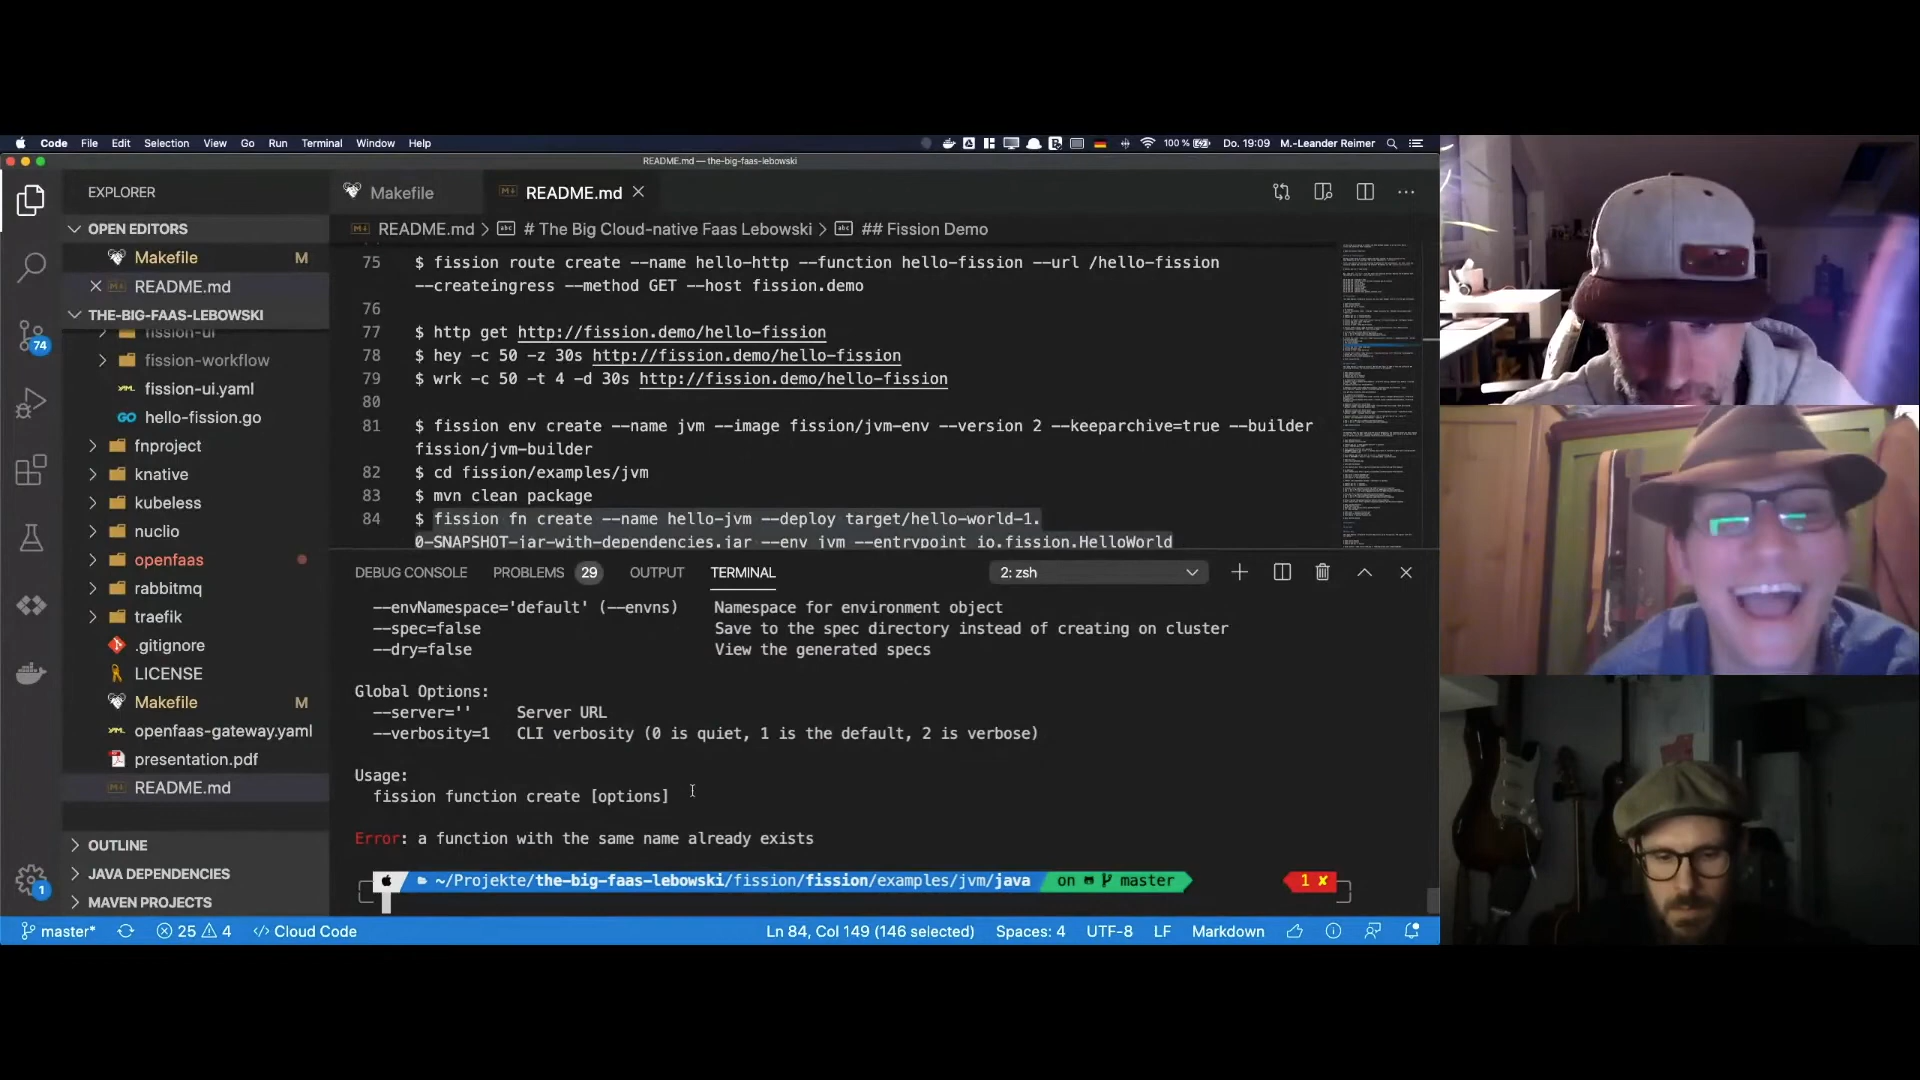 Code File Edit Selection View Go Run Terminal Window Help 100 % Do. 19:09 M.-Leander Reimer
README.md — the-big-faas-lebowski
EXPLORER
OPEN EDITORS
Makefile M
README.md
THE-BIG-FAAS-LEBOWSKI
fission-ui
fission-workflow
fission-ui.yaml
hello-fission.go
fnproject
knative
kubeless
nuclio
openfaas
rabbitmq
traefik
.gitignore
LICENSE
Makefile M
openfaas-gateway.yaml
presentation.pdf
README.md
OUTLINE
JAVA DEPENDENCIES
MAVEN PROJECTS
74
1
Makefile README.md
README.md > # The Big Cloud-native Faas Lebowski > ## Fission Demo
75 $ fission route create --name hello-http --function hello-fission --url /hello-fission
--createingress --method GET --host fission.demo
76
77 $ http get http://fission.demo/hello-fission
78 $ hey -c 50 -z 30s http://fission.demo/hello-fission
79 $ wrk -c 50 -t 4 -d 30s http://fission.demo/hello-fission
80
81 $ fission env create --name jvm --image fission/jvm-env --version 2 --keeparchive=true --builder
fission/jvm-builder
82 $ cd fission/examples/jvm
83 $ mvn clean package
84 $ fission fn create --name hello-jvm --deploy target/hello-world-1.
0-SNAPSHOT-jar-with-dependencies.jar --env jvm --entrypoint io.fission.HelloWorld
DEBUG CONSOLE PROBLEMS 29 OUTPUT TERMINAL 2: zsh
--envNamespace='default' (--envns) Namespace for environment object
--spec=false Save to the spec directory instead of creating on cluster
--dry=false View the generated specs
Global Options:
--server='' Server URL
--verbosity=1 CLI verbosity (0 is quiet, 1 is the default, 2 is verbose)
Usage:
fission function create [options]
Error: a function with the same name already exists
~/Projekte/the-big-faas-lebowski/fission/fission/examples/jvm/java on master 1 ✘
master* 25 4 </> Cloud Code Ln 84, Col 149 (146 selected) Spaces: 4 UTF-8 LF Markdown